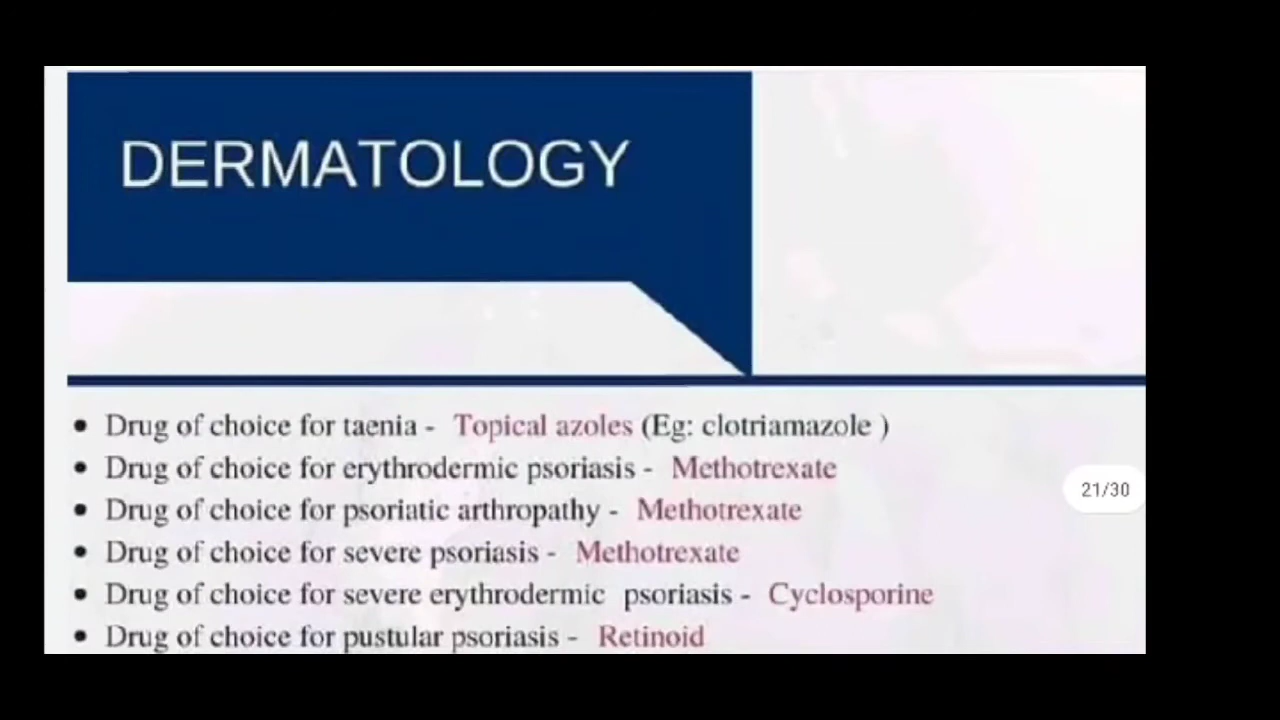 DERMATOLOGY
• Drug of choice for taenia - Topical azoles (Eg: clotriamazole )
• Drug of choice for erythrodermic psoriasis - Methotrexate
• Drug of choice for psoriatic arthropathy - Methotrexate
21/30
• Drug of choice for severe psoriasis - Methotrexate
• Drug of choice for severe erythrodermic psoriasis - Cyclosporine
• Drug of choice for pustular psoriasis - Retinoid